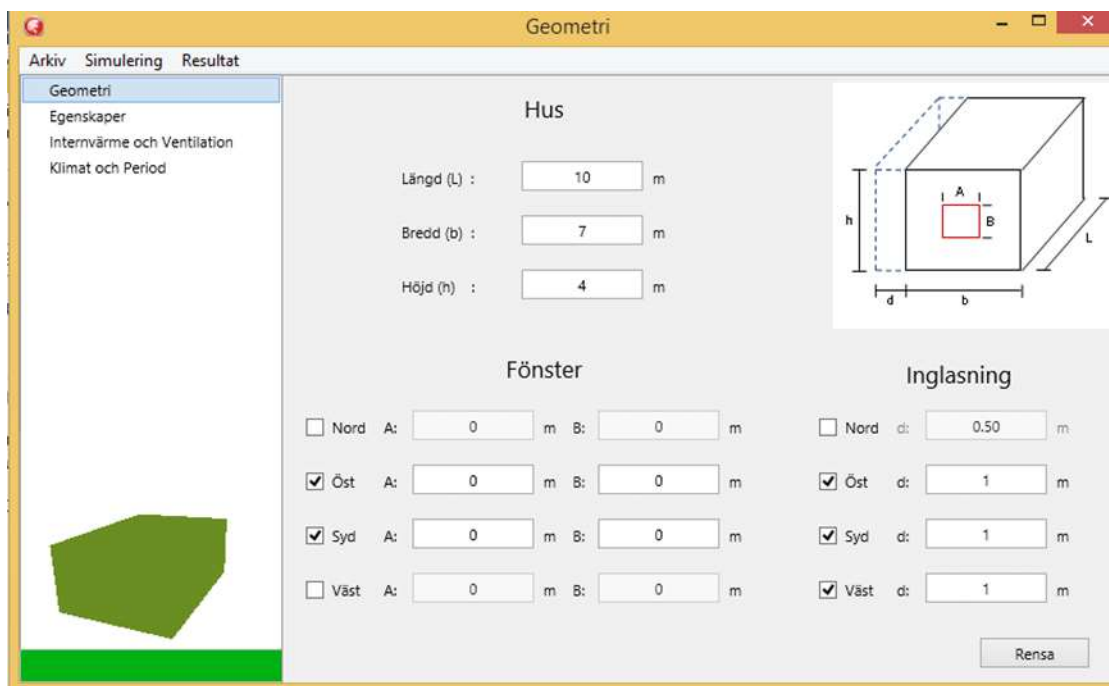 Geometri
Arkiv Simulering Resultat
Geometri
Egenskaper
Internvärme och Ventilation
Klimat och Period
Hus
Längd (L) : 10 m
Bredd (b) : 7 m
Höjd (h) : 4 m
A
B
h
L
d
b
Fönster
Nord A: 0 m B: 0 m
Öst A: 0 m B: 0 m
Syd A: 0 m B: 0 m
Väst A: 0 m B: 0 m
Inglasning
Nord d: 0.50 m
Öst d: 1 m
Syd d: 1 m
Väst d: 1 m
Rensa